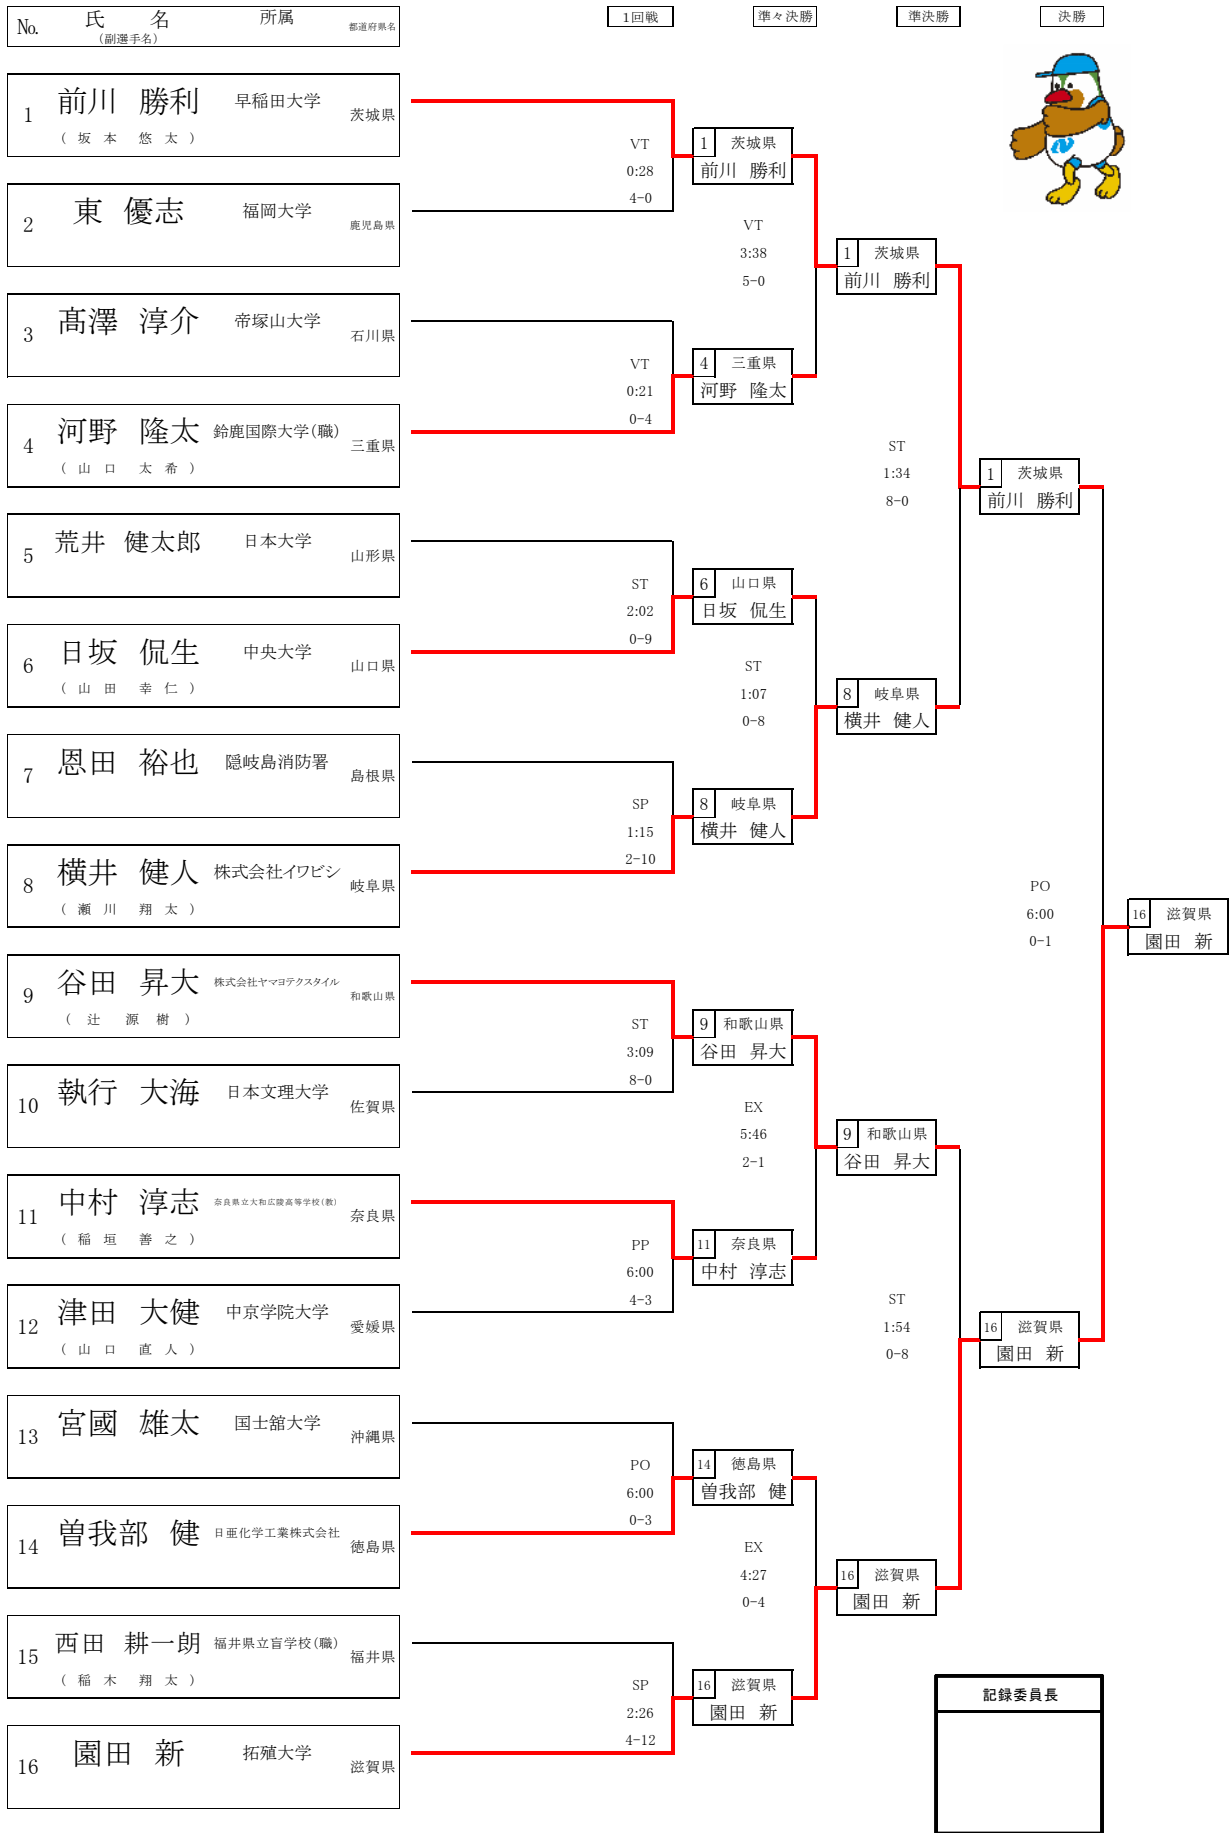 No. 氏 名 所属 都道府県名 1回戦 準々決勝 準決勝 決勝
(副選手名)
1 前川 勝利 早稲田大学 茨城県
( 坂 本 悠 太 )
VT
0:28
4-0
1 茨城県
前川 勝利
2 東 優志 福岡大学 鹿児島県
VT
3:38
5-0
1 茨城県
前川 勝利
3 髙澤 淳介 帝塚山大学 石川県
VT
0:21
0-4
4 三重県
河野 隆太
4 河野 隆太 鈴鹿国際大学(職) 三重県
( 山 口 太 希 )
ST
1:34
8-0
1 茨城県
前川 勝利
5 荒井 健太郎 日本大学 山形県
ST
2:02
0-9
6 山口県
日坂 侃生
6 日坂 侃生 中央大学 山口県
( 山 田 幸 仁 )
ST
1:07
0-8
8 岐阜県
横井 健人
7 恩田 裕也 隠岐島消防署 島根県
SP
1:15
2-10
8 岐阜県
横井 健人
8 横井 健人 株式会社イワビシ 岐阜県
( 瀬 川 翔 太 )
PO
6:00
0-1
16 滋賀県
園田 新
9 谷田 昇大 株式会社ヤマヨテクスタイル 和歌山県
( 辻 源 樹 )
ST
3:09
8-0
9 和歌山県
谷田 昇大
10 執行 大海 日本文理大学 佐賀県
EX
5:46
2-1
9 和歌山県
谷田 昇大
11 中村 淳志 奈良県立大和広陵高等学校(教) 奈良県
( 稲 垣 善 之 )
PP
6:00
4-3
11 奈良県
中村 淳志
12 津田 大健 中京学院大学 愛媛県
( 山 口 直 人 )
ST
1:54
0-8
16 滋賀県
園田 新
13 宮國 雄太 国士舘大学 沖縄県
PO
6:00
0-3
14 徳島県
曽我部 健
14 曽我部 健 日亜化学工業株式会社 徳島県
EX
4:27
0-4
16 滋賀県
園田 新
15 西田 耕一朗 福井県立盲学校(職) 福井県
( 稲 木 翔 太 )
SP
2:26
4-12
16 滋賀県
園田 新
16 園田 新 拓殖大学 滋賀県
記録委員長